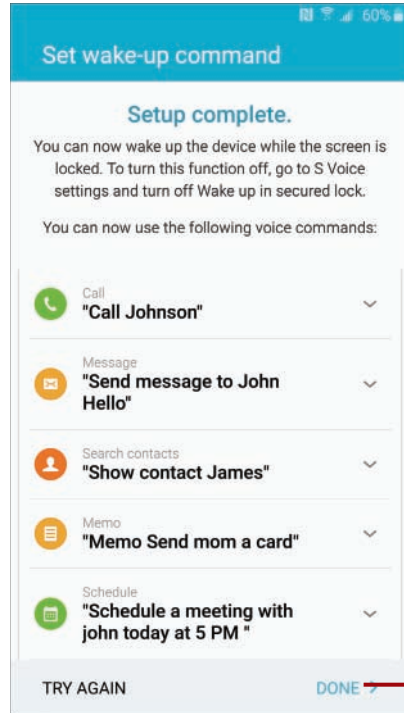 60%
Set wake-up command
Setup complete.
You can now wake up the device while the screen is
locked. To turn this function off, go to S Voice
settings and turn off Wake up in secured lock.
You can now use the following voice commands:
Call
"Call Johnson"
Message
"Send message to John
Hello"
Search contacts
"Show contact James"
Memo
"Memo Send mom a card"
Schedule
"Schedule a meeting with
john today at 5 PM "
TRY AGAIN
DONE